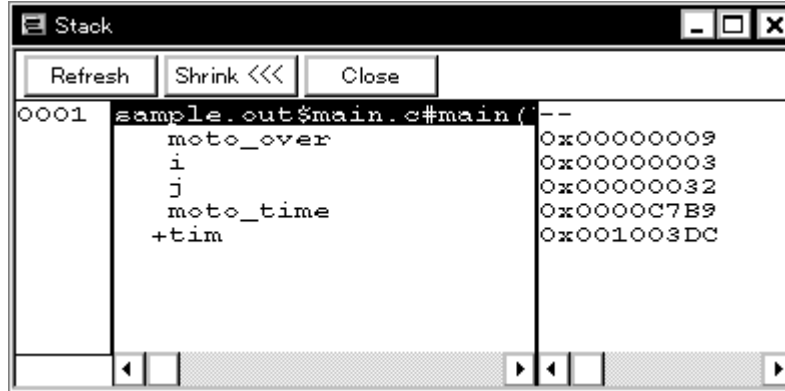 Stack
Refresh Shrink <<< Close
0001 sample.out$main.c#main( --
moto_over 0x00000009
i 0x00000003
j 0x00000032
moto_time 0x0000C7B9
+tim 0x001003DC